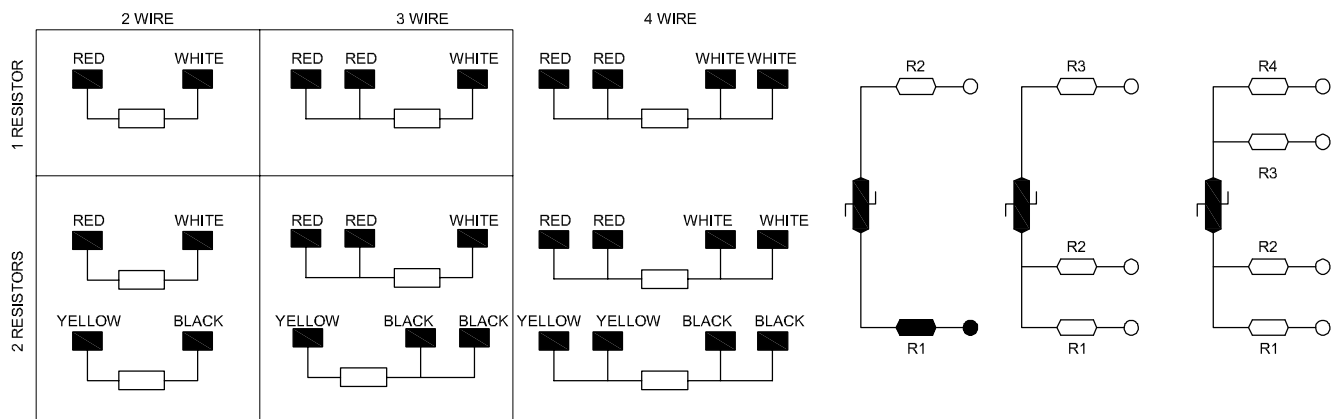 2 WIRE 3 WIRE 4 WIRE
1 RESISTOR
RED WHITE RED RED WHITE RED RED WHITE WHITE
2 RESISTORS
RED WHITE RED RED WHITE RED RED WHITE WHITE
YELLOW BLACK YELLOW BLACK BLACK YELLOW YELLOW BLACK BLACK
R2 R3 R4
R3
R2 R2
R1 R1 R1